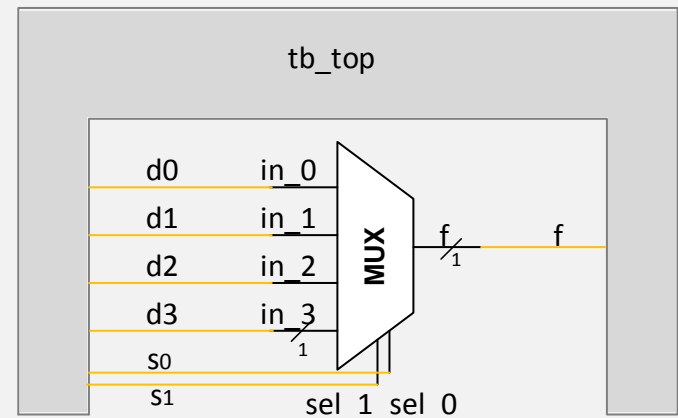 tb_top
d0 in_0
d1 in_1
f f
1
d2 in_2
MUX
d3 in_3
1
s0
s1
sel_1 sel_0